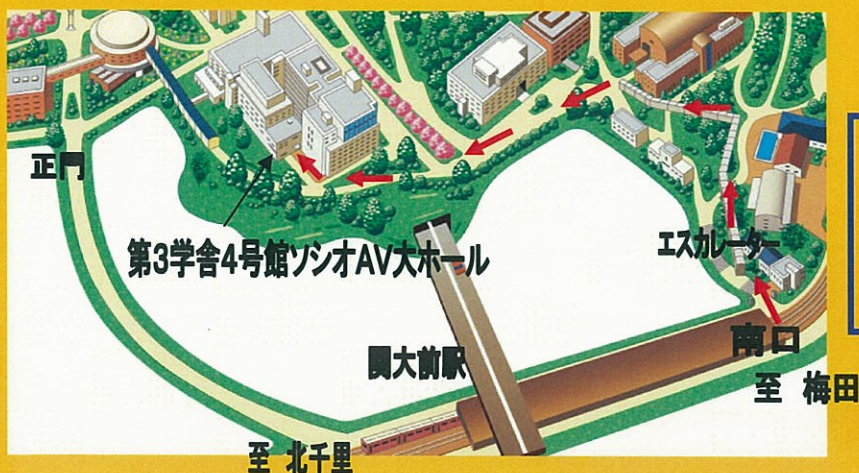 正門
第3学舎4号館ソシオAV大ホール
エスカレーター
関大前駅
南口
至 梅田
至 北千里